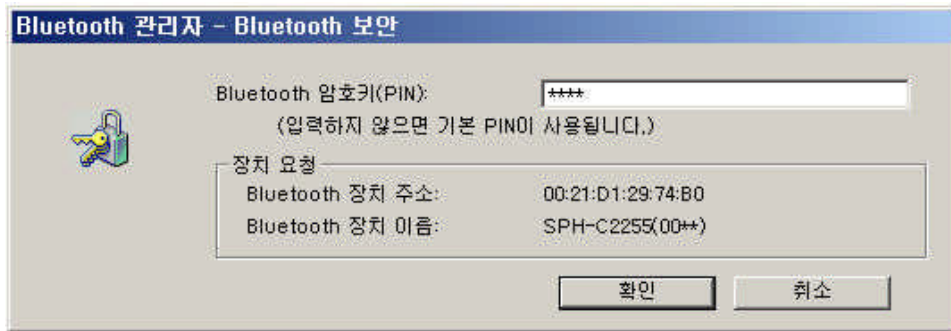 Bluetooth 관리자 - Bluetooth 보안
Bluetooth 암호키(PIN): ****
(입력하지 않으면 기본 PIN이 사용됩니다.)
장치 요청
Bluetooth 장치 주소: 00:21:D1:29:74:B0
Bluetooth 장치 이름: SPH-C2255(00**)
확인 취소